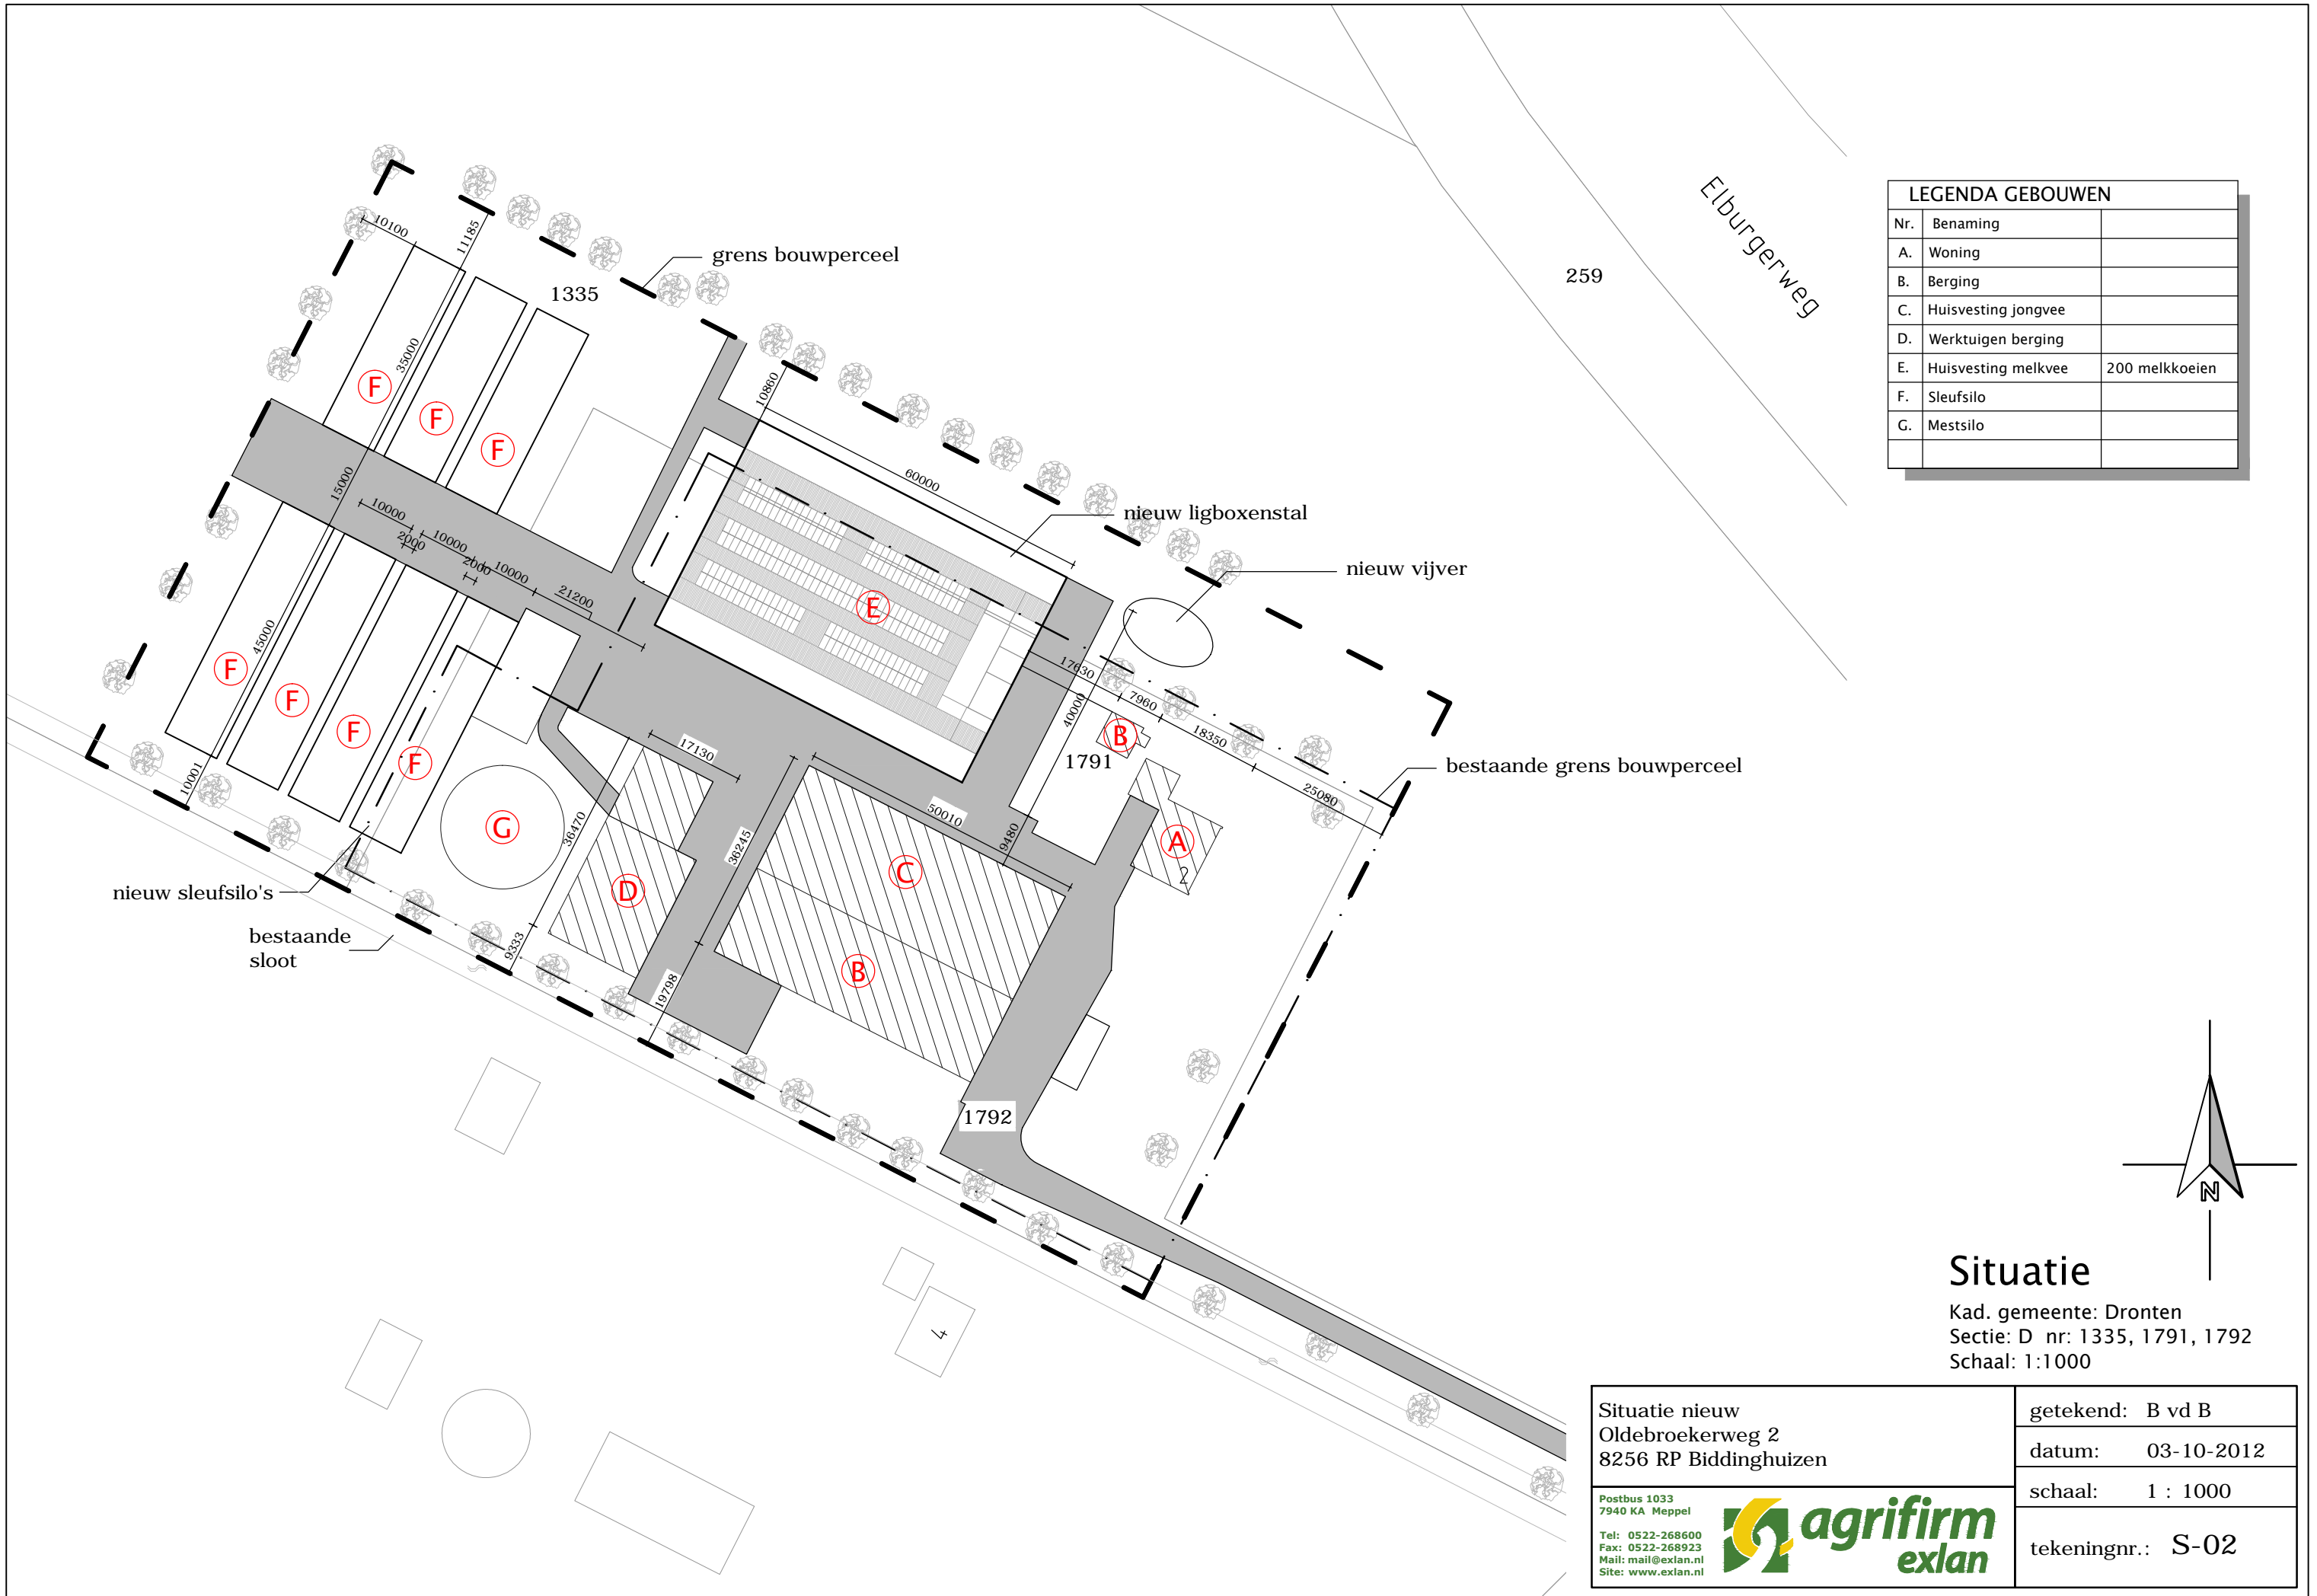 10100
11185
grens bouwperceel
1335
259
Elburgerweg
LEGENDA GEBOUWEN
Nr. Benaming
A. Woning
B. Berging
C. Huisvesting jongvee
D. Werktuigen berging
E. Huisvesting melkvee 200 melkkoeien
F. Sleufsilo
G. Mestsilo
35000
F
F
F
10860
60000
15000
10000
2000
10000
2000
10000
21200
nieuw ligboxenstal
nieuw vijver
E
45000
F
F
F
F
17630
7960
18350
25080
40000
B
1791
bestaande grens bouwperceel
10001
17130
36470
36245
50010
9480
G
D
C
A
2
B
nieuw sleufsilo's
bestaande
sloot
9333
19798
1792
4
N
Situatie
Kad. gemeente: Dronten
Sectie: D nr: 1335, 1791, 1792
Schaal: 1:1000
Situatie nieuw
Oldebroekerweg 2
8256 RP Biddinghuizen
getekend: B vd B
datum: 03-10-2012
schaal: 1 : 1000
tekeningnr.: S-02
Postbus 1033
7940 KA Meppel
Tel: 0522-268600
Fax: 0522-268923
Mail: mail@exlan.nl
Site: www.exlan.nl
agrifirm
exlan